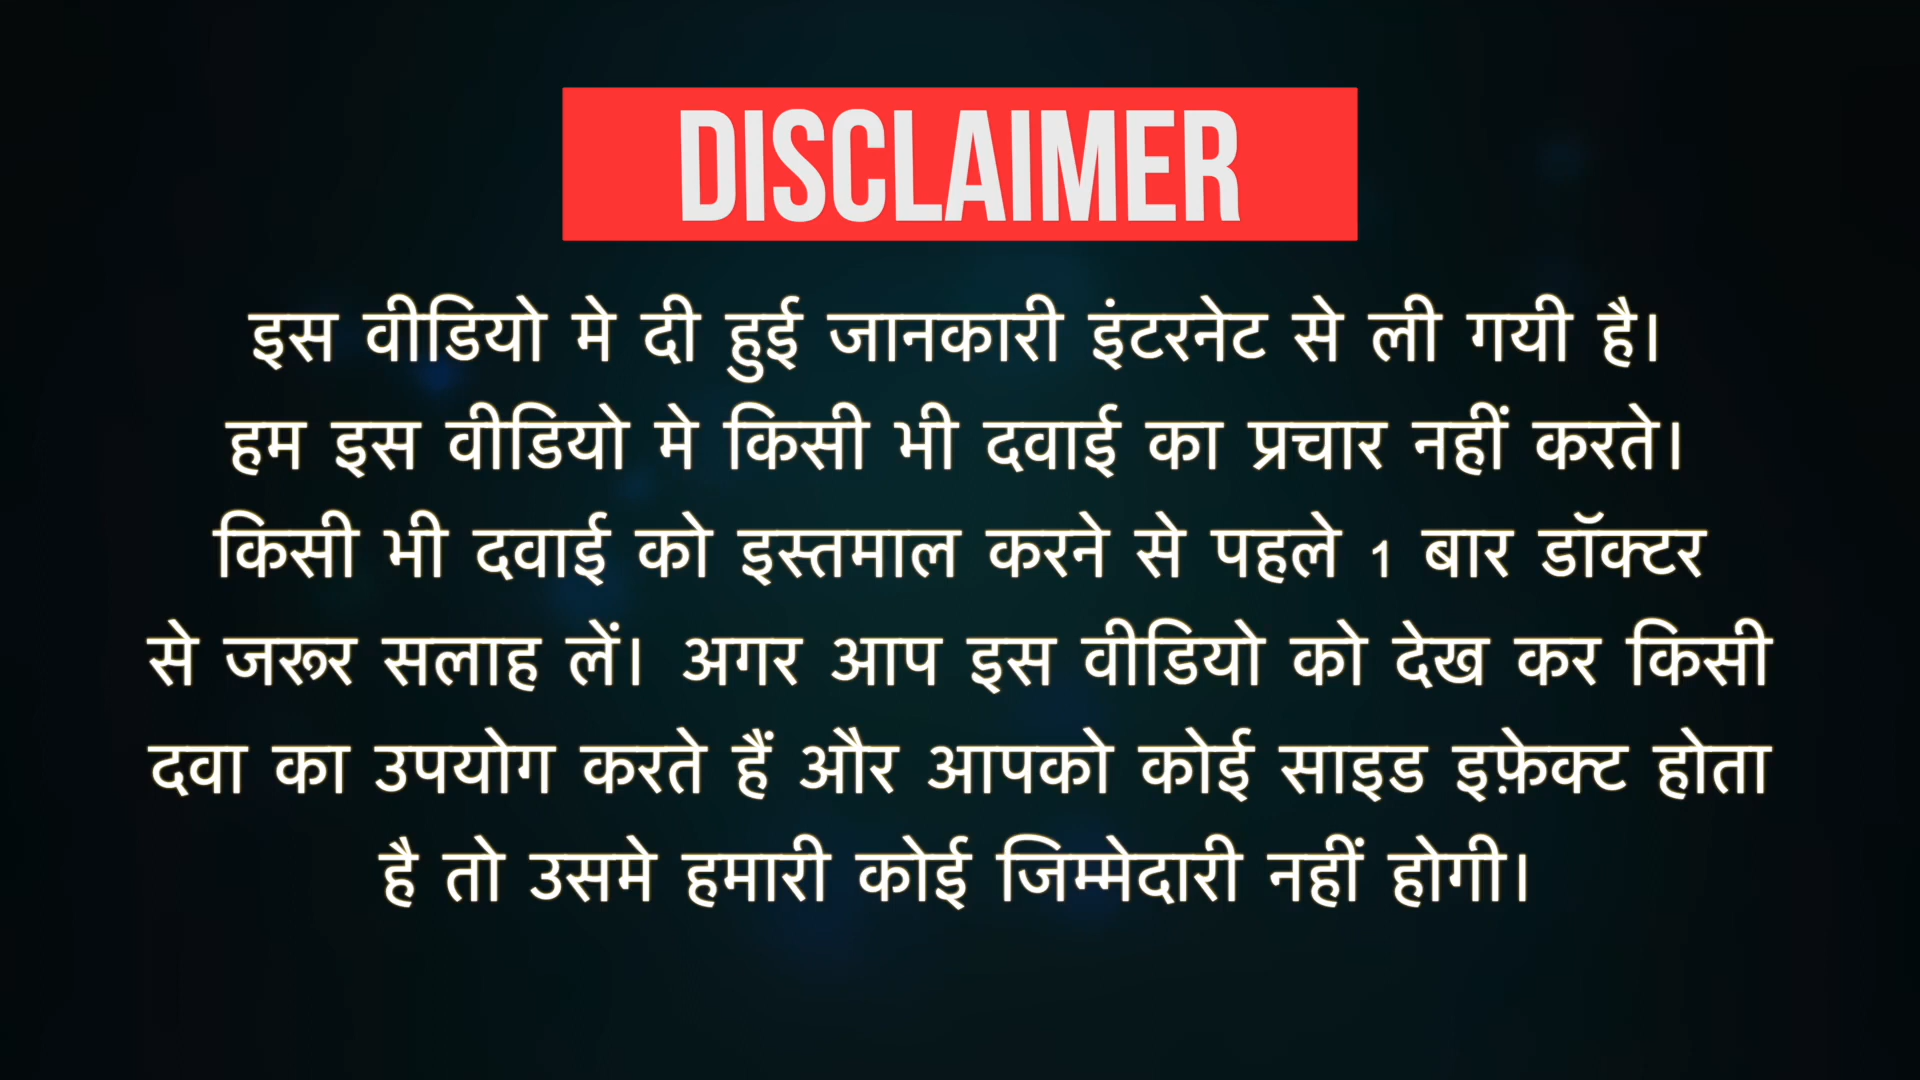 DISCLAIMER
इस वीडियो मे दी हुई जानकारी इंटरनेट से ली गयी है।
हम इस वीडियो मे किसी भी दवाई का प्रचार नहीं करते।
किसी भी दवाई को इस्तमाल करने से पहले 1 बार डॉक्टर
से जरूर सलाह लें। अगर आप इस वीडियो को देख कर किसी
दवा का उपयोग करते हैं और आपको कोई साइड इफ़ेक्ट होता
है तो उसमे हमारी कोई जिम्मेदारी नहीं होगी।